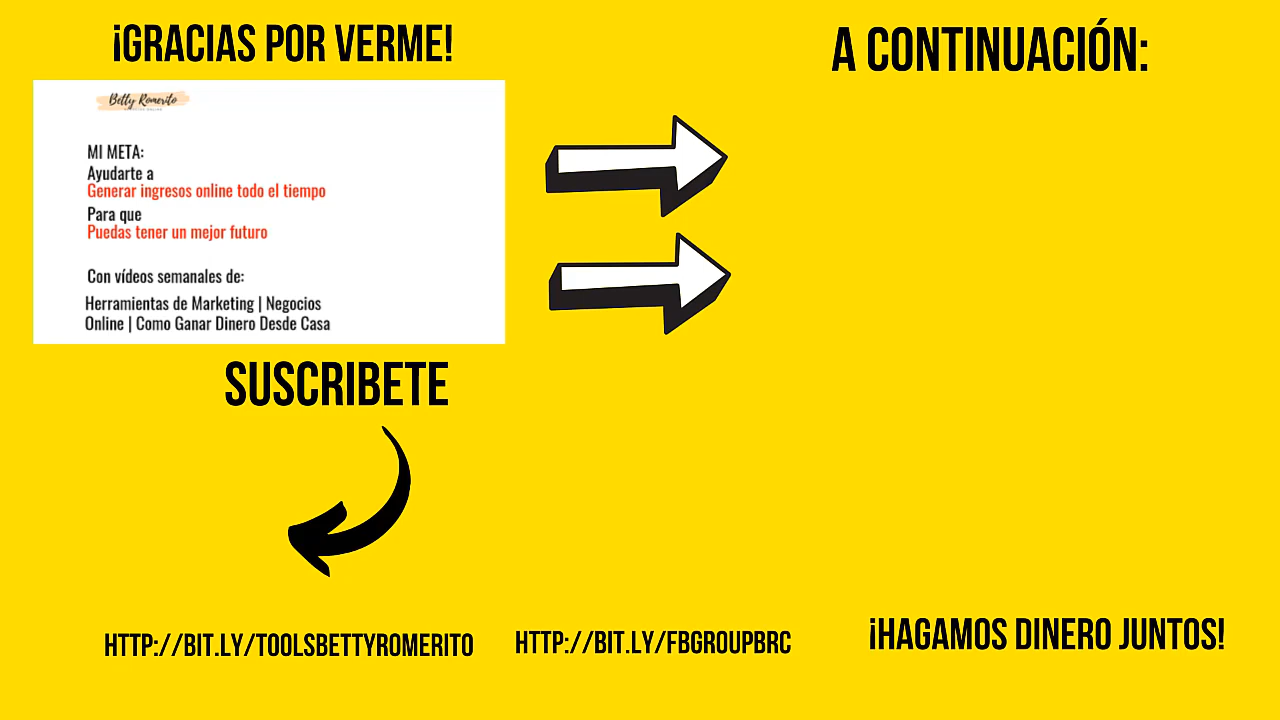 ¡GRACIAS POR VERME!
A CONTINUACIÓN:
Betty Romerito
MI META:
Ayudarte a
Generar ingresos online todo el tiempo
Para que
Puedas tener un mejor futuro
Con vídeos semanales de:
Herramientas de Marketing | Negocios
Online | Como Ganar Dinero Desde Casa
SUSCRIBETE
HTTP://BIT.LY/TOOLSBETTYROMERITO
HTTP://BIT.LY/FBGROUPBRC
¡HAGAMOS DINERO JUNTOS!